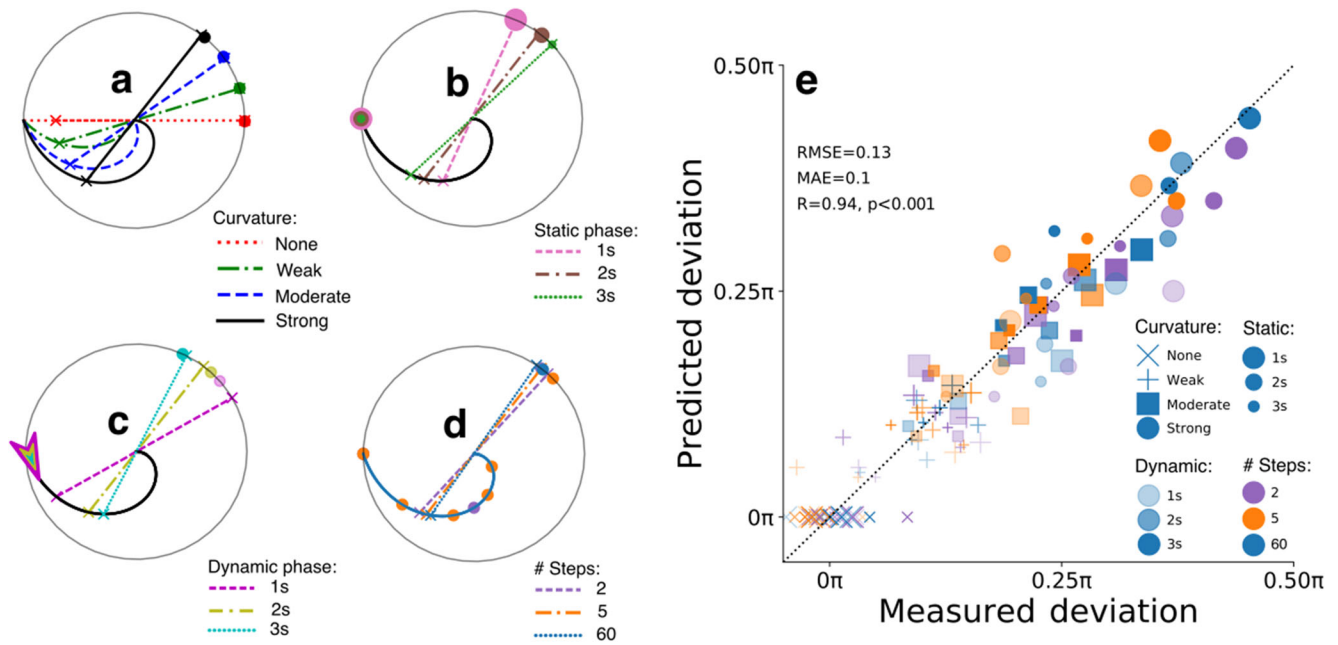 a
Curvature:
None
Weak
Moderate
Strong
b
Static phase:
1s
2s
3s
c
Dynamic phase:
1s
2s
3s
d
# Steps:
2
5
60
e
0.50π
0.25π
0π
Predicted deviation
RMSE=0.13
MAE=0.1
R=0.94, p<0.001
Curvature:
None
Weak
Moderate
Strong
Static:
1s
2s
3s
Dynamic:
1s
2s
3s
# Steps:
2
5
60
0π
0.25π
0.50π
Measured deviation